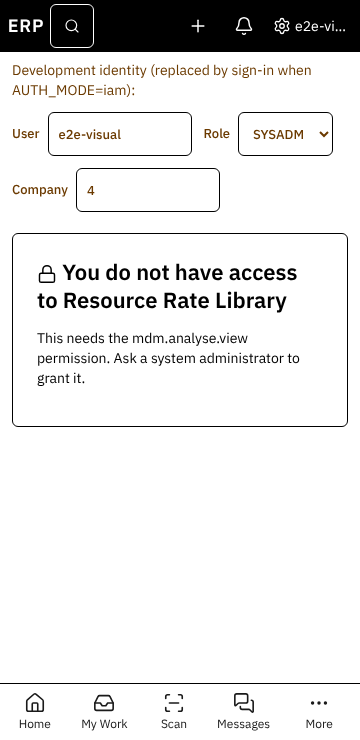 ERP
e2e-vi...
Development identity (replaced by sign-in when
AUTH_MODE=iam):
User e2e-visual Role SYSADM
Company 4
You do not have access
to Resource Rate Library
This needs the mdm.analyse.view
permission. Ask a system administrator to
grant it.
Home My Work Scan Messages More